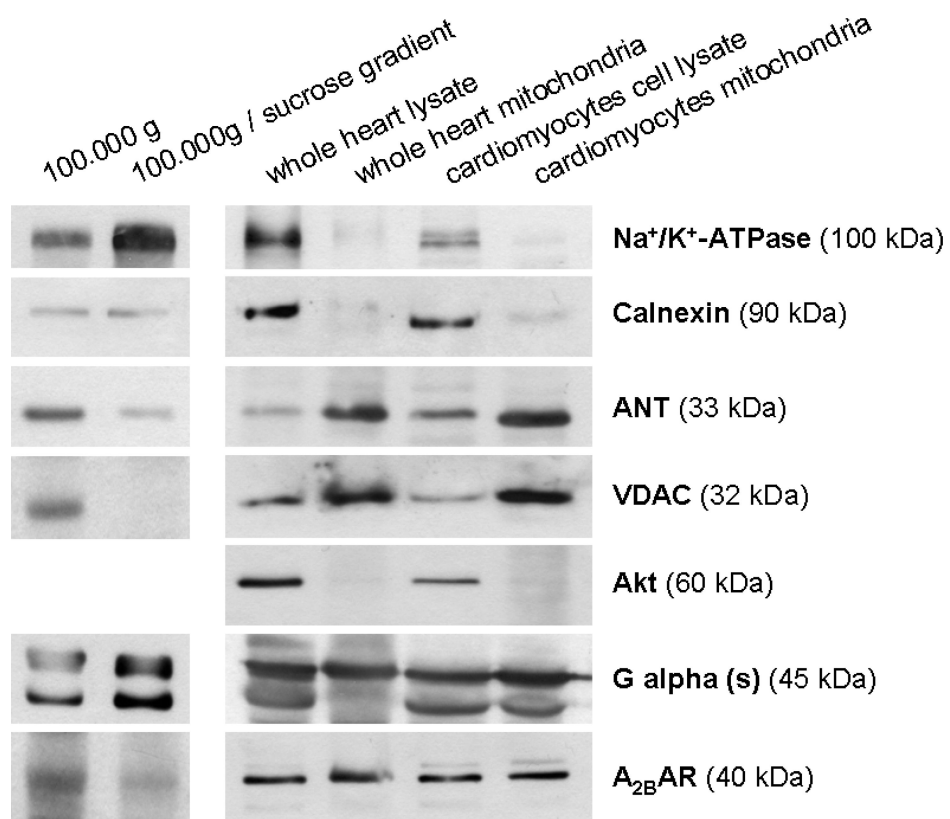 100.000 g
100.000g / sucrose gradient
whole heart lysate
whole heart mitochondria
cardiomyocytes cell lysate
cardiomyocytes mitochondria
Na⁺/K⁺-ATPase (100 kDa)
Calnexin (90 kDa)
ANT (33 kDa)
VDAC (32 kDa)
Akt (60 kDa)
G alpha (s) (45 kDa)
A₂BAR (40 kDa)